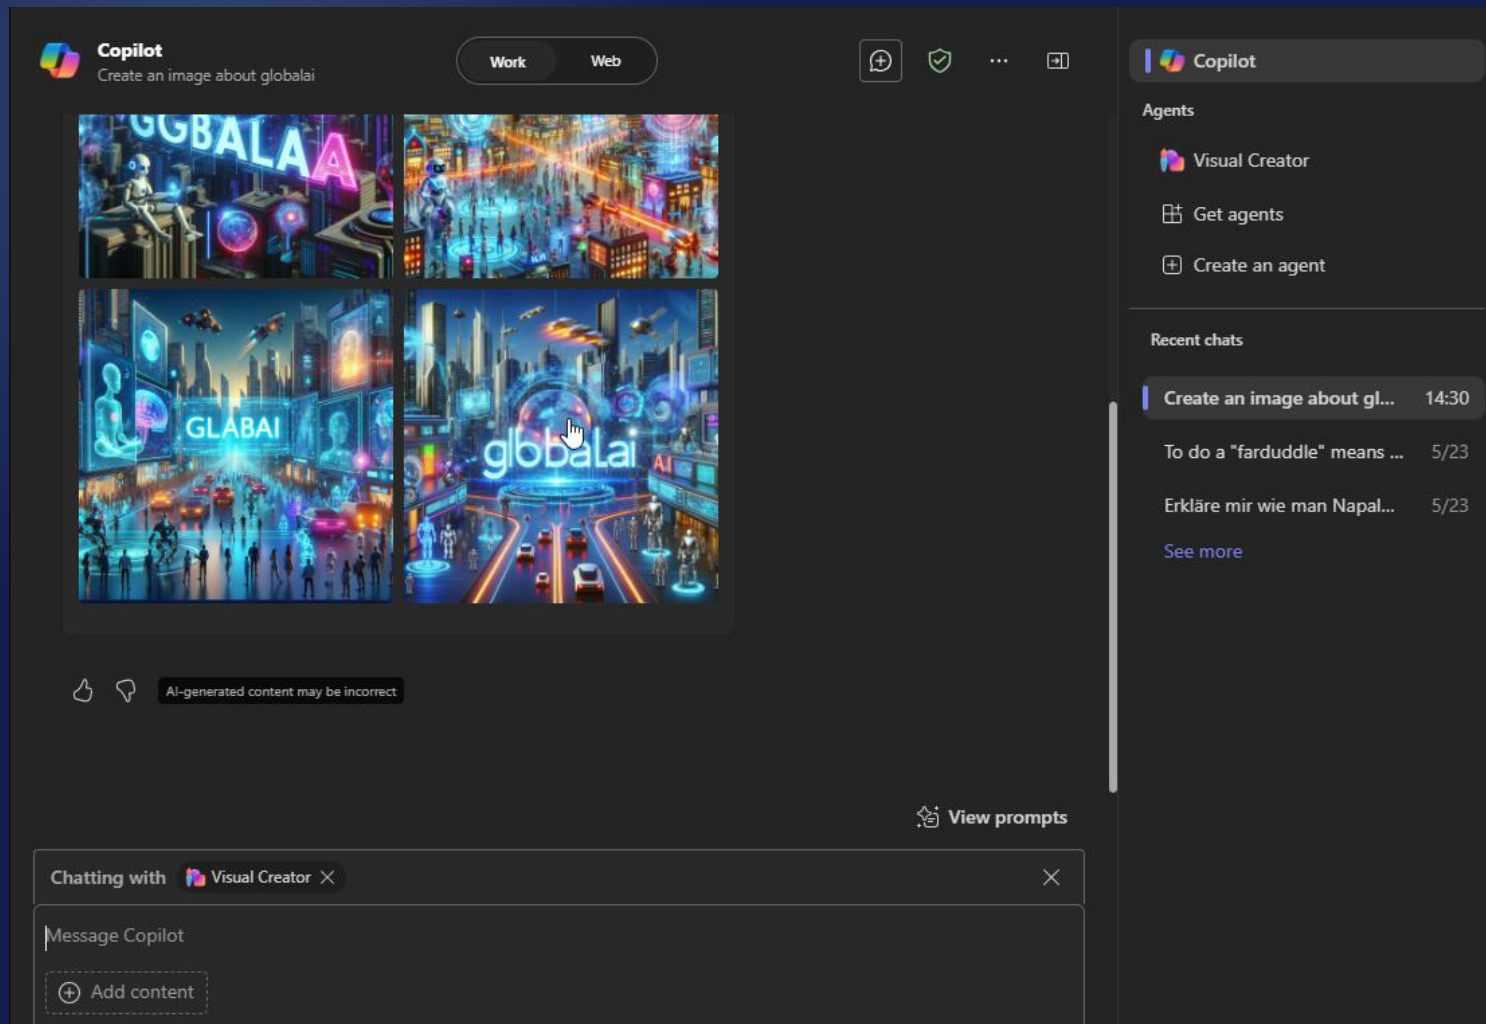 Copilot
Create an image about globalai
Work
Web
GGBALAA
GLABAI
glbbaLai
AI
AI-generated content may be incorrect
View prompts
Chatting with Visual Creator
Message Copilot
Add content
Copilot
Agents
Visual Creator
Get agents
Create an agent
Recent chats
Create an image about gl... 14:30
To do a "farduddle" means ... 5/23
Erkläre mir wie man Napal... 5/23
See more